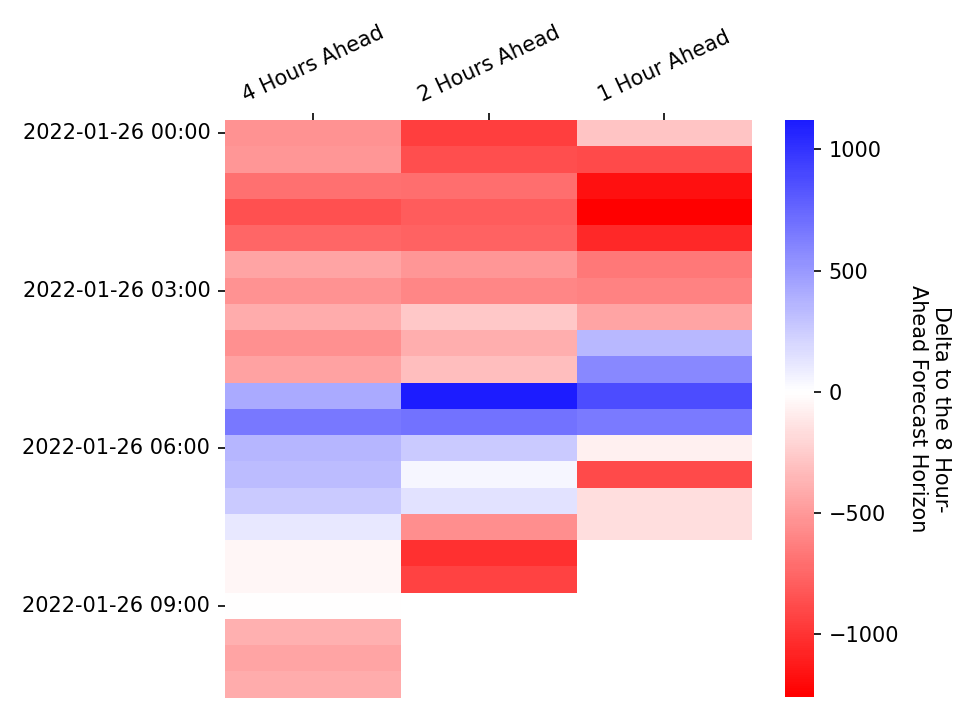 4 Hours Ahead
2 Hours Ahead
1 Hour Ahead
2022-01-26 00:00
2022-01-26 03:00
2022-01-26 06:00
2022-01-26 09:00
1000
500
0
−500
−1000
Delta to the 8 Hour-
Ahead Forecast Horizon